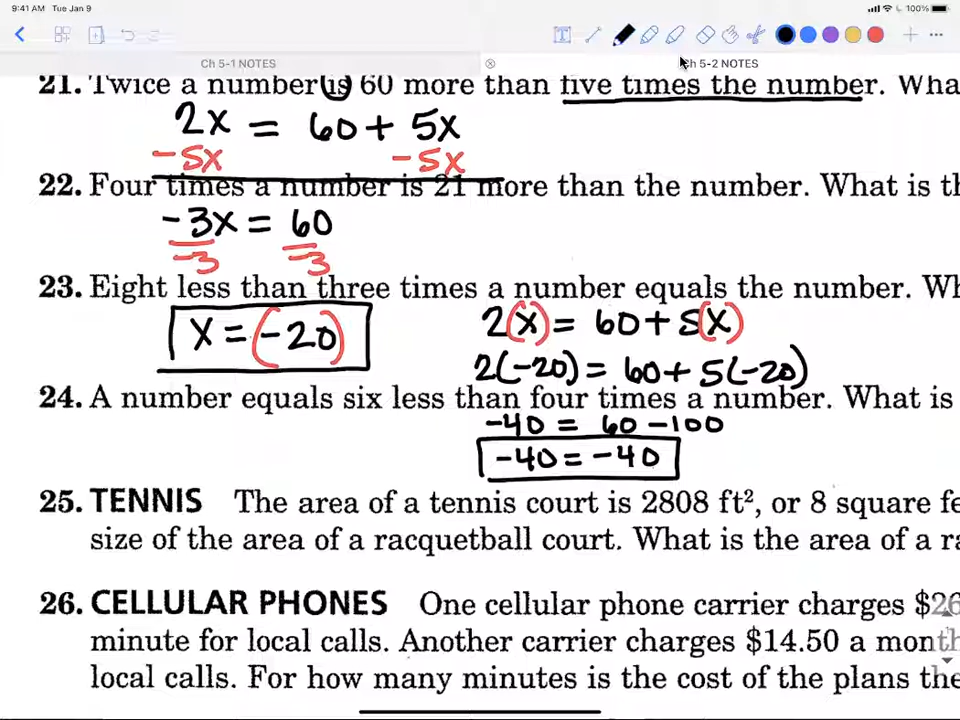 9:41 AM Tue Jan 9 100%
Ch 5-1 NOTES Ch 5-2 NOTES
21. Twice a number is 60 more than five times the number. Wha
2x = 60 + 5x
-5x -5x
22. Four times a number is 21 more than the number. What is th
-3x = 60
-3 -3
23. Eight less than three times a number equals the number. Wh
x = (-20) 2(x) = 60 + 5(x)
2(-20) = 60 + 5(-20)
24. A number equals six less than four times a number. What is
-40 = 60 - 100
-40 = -40
25. TENNIS The area of a tennis court is 2808 ft², or 8 square fe
size of the area of a racquetball court. What is the area of a ra
26. CELLULAR PHONES One cellular phone carrier charges $26
minute for local calls. Another carrier charges $14.50 a month
local calls. For how many minutes is the cost of the plans the